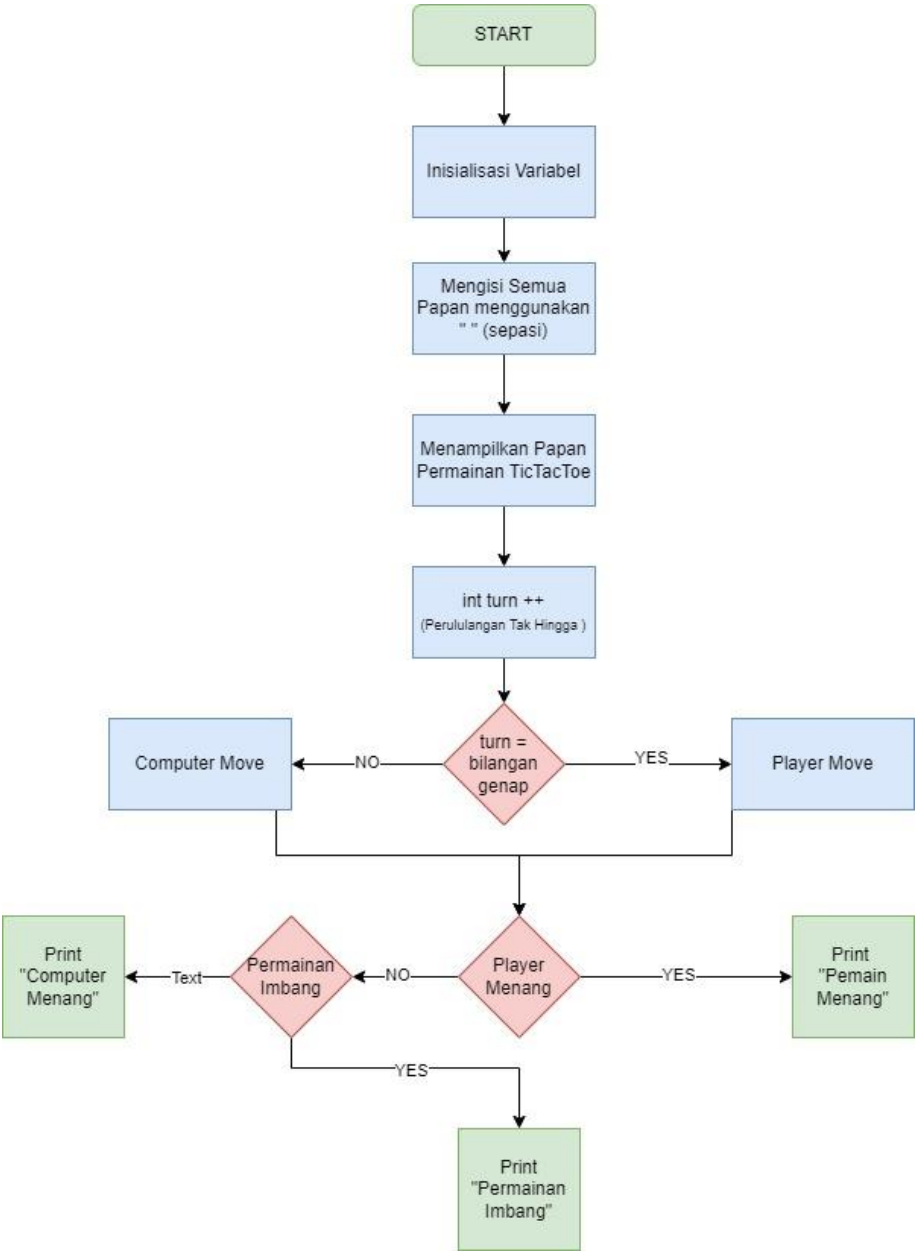 START
Inisialisasi Variabel
Mengisi Semua
Papan menggunakan
" " (sepasi)
Menampilkan Papan
Permainan TicTacToe
int turn ++
(Perululangan Tak Hingga )
turn =
bilangan
genap
NO
YES
Computer Move
Player Move
Player
Menang
NO
YES
Permainan
Imbang
Text
Print
"Computer
Menang"
Print
"Pemain
Menang"
YES
Print
"Permainan
Imbang"